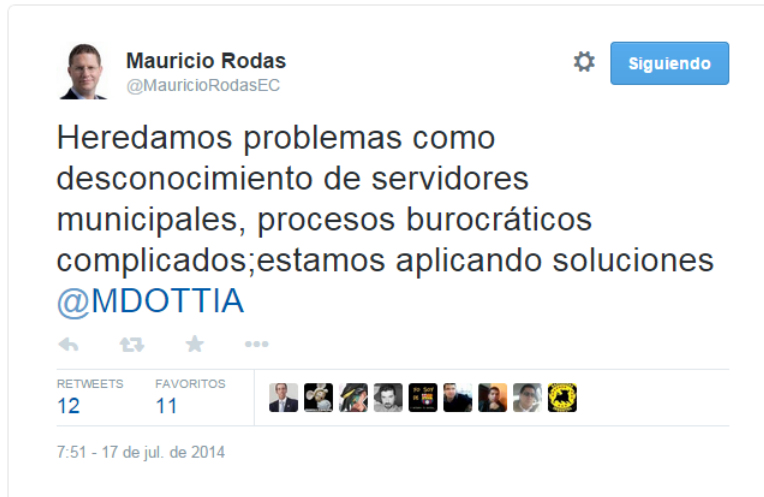 Mauricio Rodas
@MauricioRodasEC
Siguiendo
Heredamos problemas como
desconocimiento de servidores
municipales, procesos burocráticos
complicados;estamos aplicando soluciones
@MDOTTIA
RETWEETS FAVORITOS
12 11
7:51 - 17 de jul. de 2014